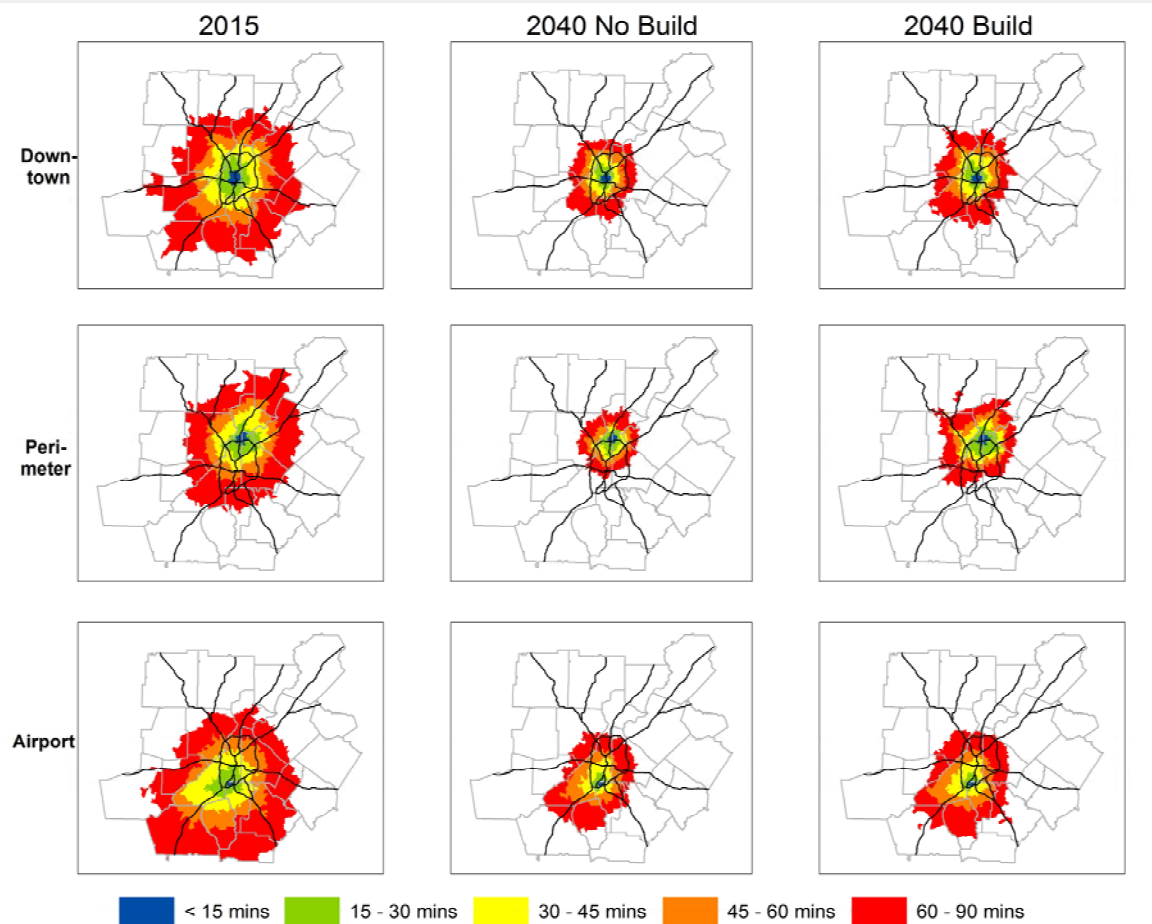 2015
2040 No Build
2040 Build
Down-
town
Peri-
meter
Airport
< 15 mins
15 - 30 mins
30 - 45 mins
45 - 60 mins
60 - 90 mins